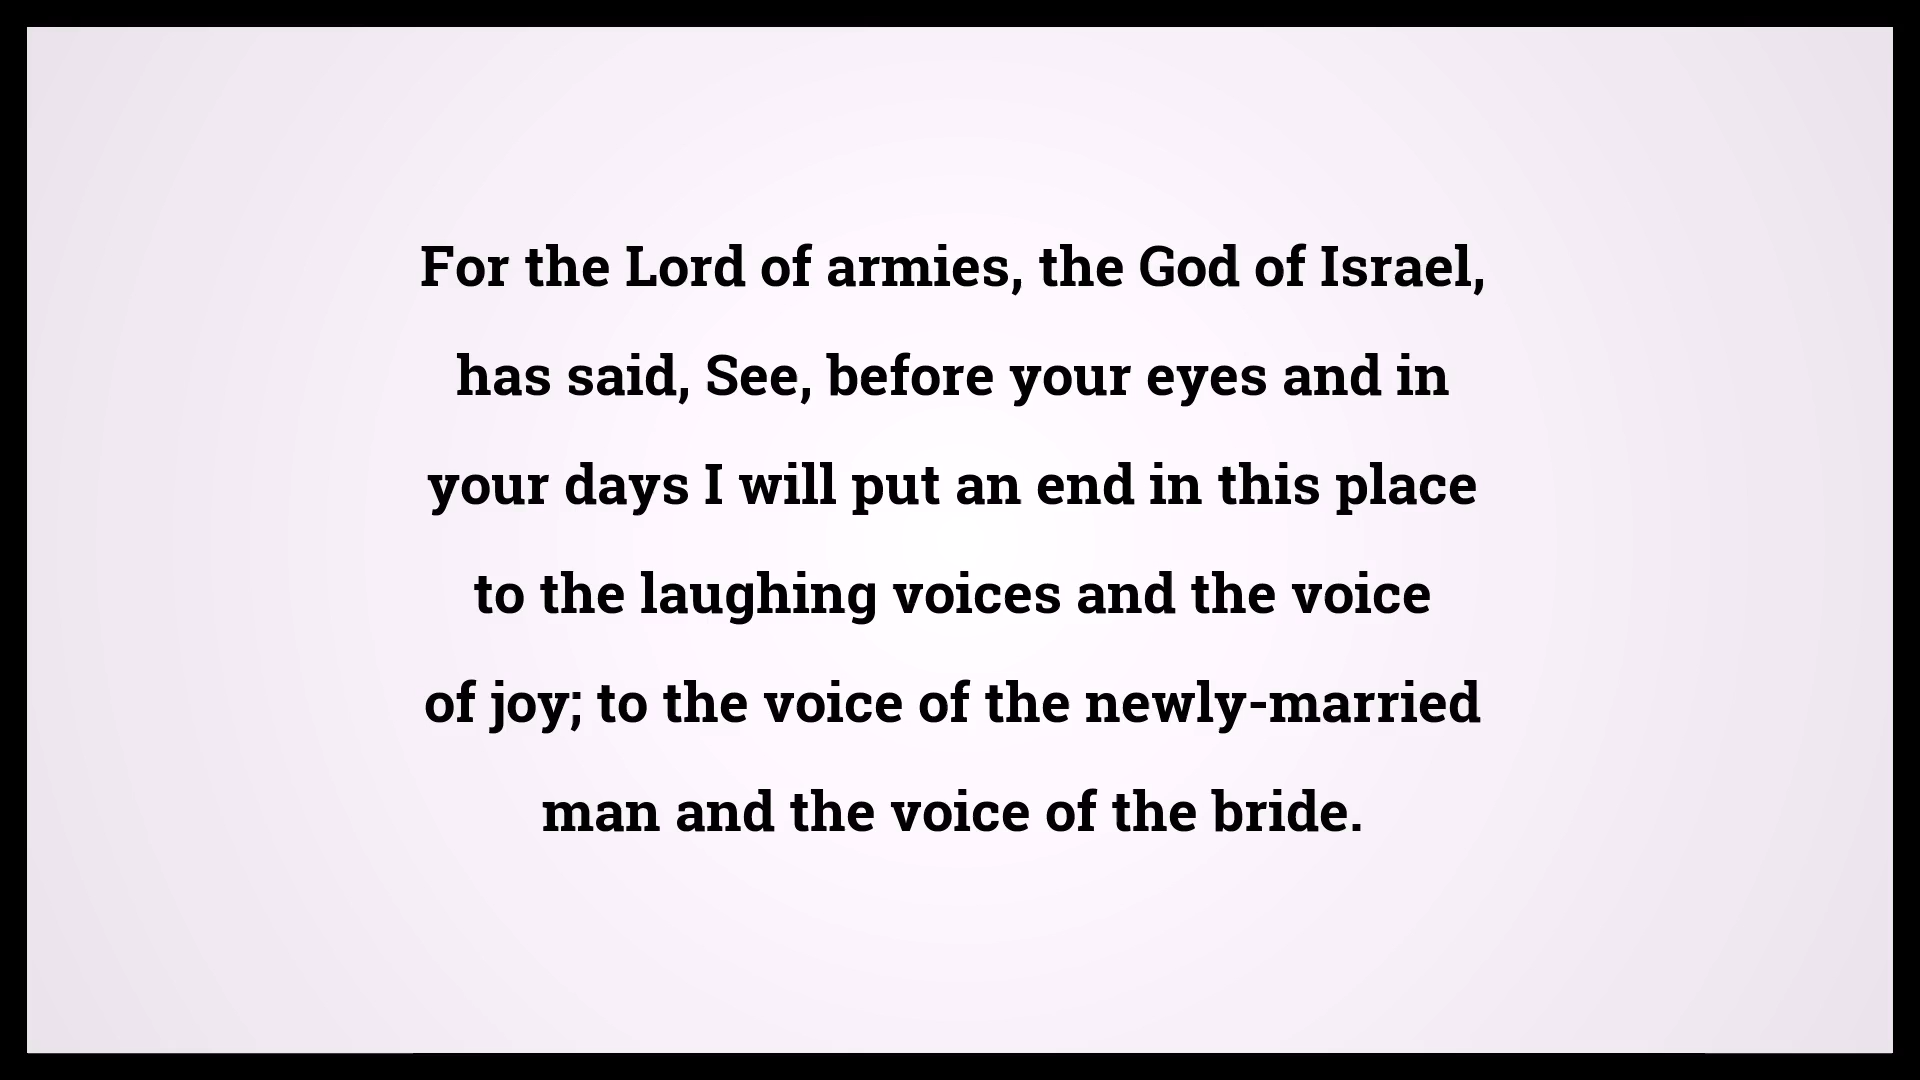 For the Lord of armies, the God of Israel,
has said, See, before your eyes and in
your days I will put an end in this place
to the laughing voices and the voice
of joy; to the voice of the newly-married
man and the voice of the bride.